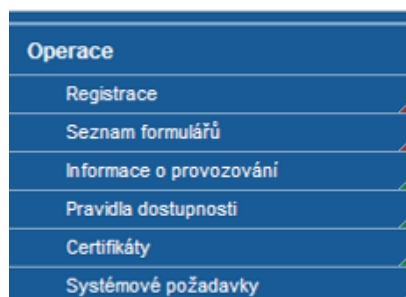 Operace
Registrace
Seznam formulářů
Informace o provozování
Pravidla dostupnosti
Certifikáty
Systémové požadavky